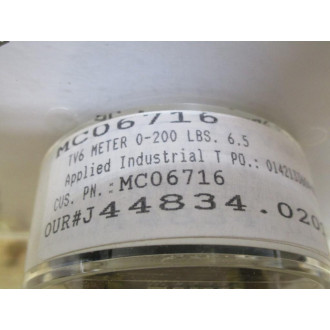 MC06716
TV6 METER 0-200 LBS. 6.5
Applied Industrial T PO.:
CUS. PN.:MC06716
OUR#J44834.020